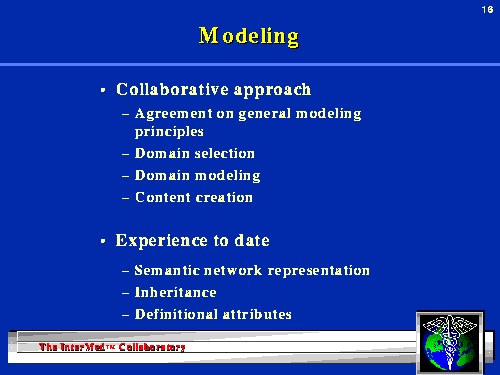 16
Modeling
• Collaborative approach
– Agreement on general modeling
principles
– Domain selection
– Domain modeling
– Content creation
• Experience to date
– Semantic network representation
– Inheritance
– Definitional attributes
The InterMed™ Collaboratory